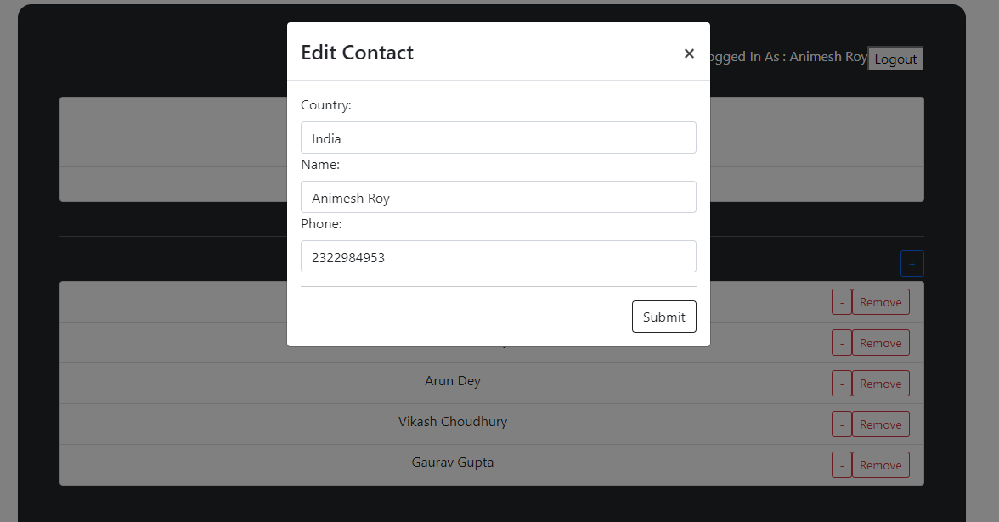 Edit Contact ×
ogged In As : Animesh Roy Logout
Country:
India
Name:
Animesh Roy
Phone:
2322984953
+
- Remove
Submit
- Remove
Arun Dey - Remove
Vikash Choudhury - Remove
Gaurav Gupta - Remove